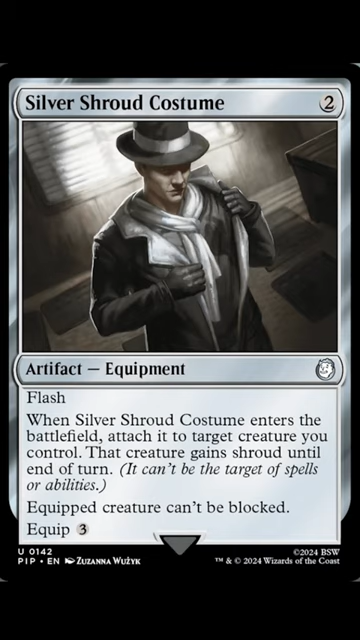 Silver Shroud Costume 2
Artifact — Equipment
Flash
When Silver Shroud Costume enters the
battlefield, attach it to target creature you
control. That creature gains shroud until
end of turn. (It can't be the target of spells
or abilities.)
Equipped creature can't be blocked.
Equip 3
U 0142 ©2024 BSW
PIP • EN Zuzanna Wużyk ™ & © 2024 Wizards of the Coast